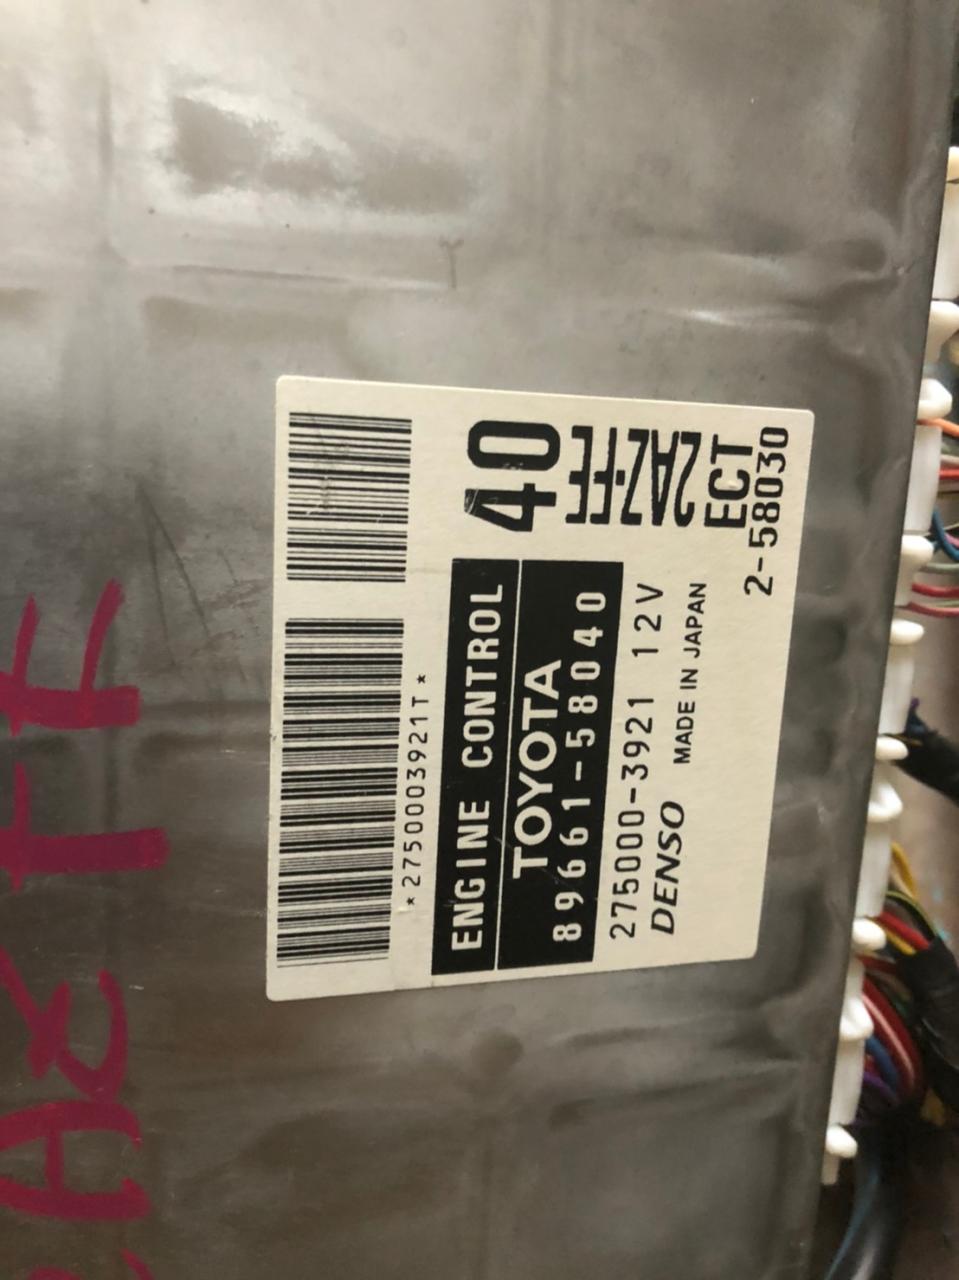 *2750003921T*
ENGINE CONTROL
TOYOTA
89661-58040
275000-3921 12V
DENSO MADE IN JAPAN
40
2AZ-FE
ECT
2-58030